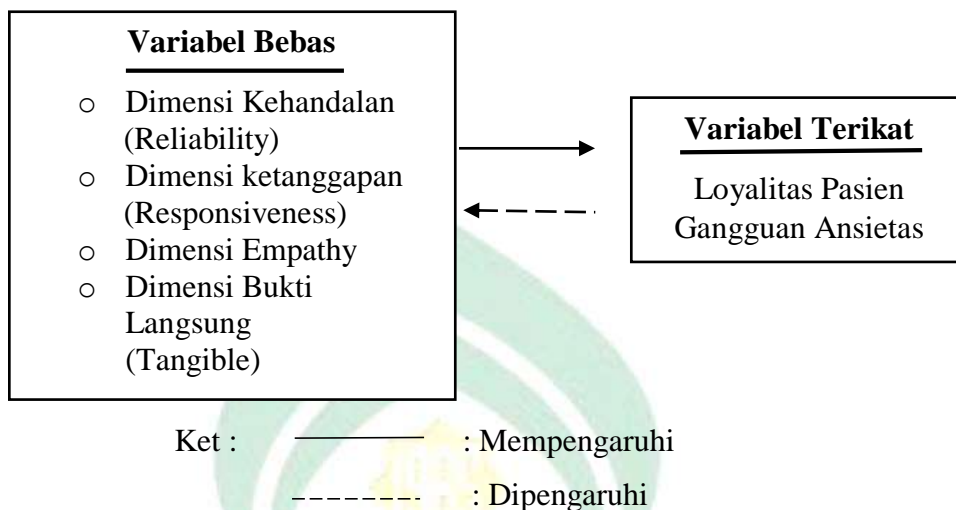 Variabel Bebas
o Dimensi Kehandalan
(Reliability)
o Dimensi ketanggapan
(Responsiveness)
o Dimensi Empathy
o Dimensi Bukti
Langsung
(Tangible)
Variabel Terikat
Loyalitas Pasien
Gangguan Ansietas
Ket : : Mempengaruhi
: Dipengaruhi